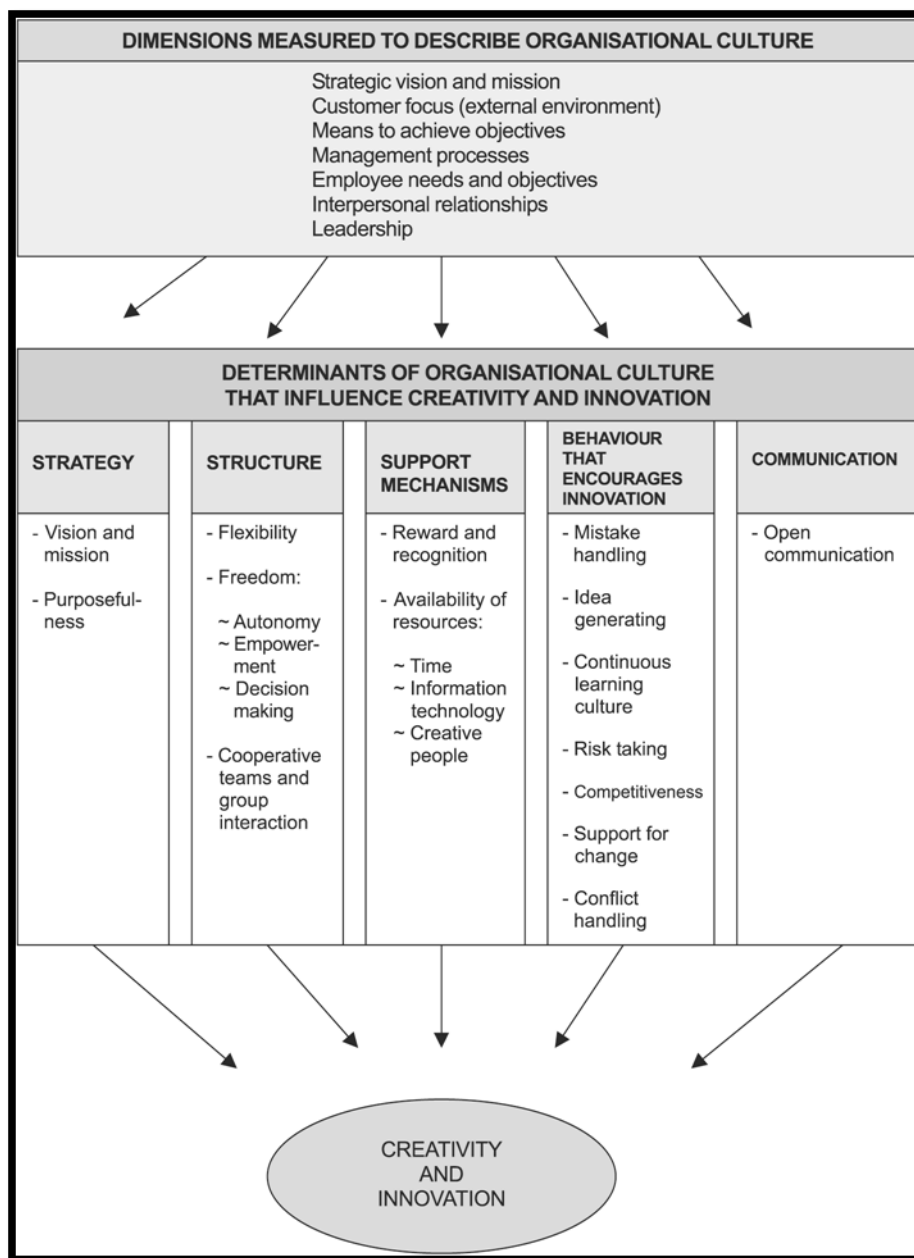 DIMENSIONS MEASURED TO DESCRIBE ORGANISATIONAL CULTURE
Strategic vision and mission
Customer focus (external environment)
Means to achieve objectives
Management processes
Employee needs and objectives
Interpersonal relationships
Leadership
DETERMINANTS OF ORGANISATIONAL CULTURE
THAT INFLUENCE CREATIVITY AND INNOVATION
STRATEGY
- Vision and
mission
- Purposeful-
ness
STRUCTURE
- Flexibility
- Freedom:
~ Autonomy
~ Empower-
ment
~ Decision
making
- Cooperative
teams and
group
interaction
SUPPORT
MECHANISMS
- Reward and
recognition
- Availability of
resources:
~ Time
~ Information
technology
~ Creative
people
BEHAVIOUR
THAT
ENCOURAGES
INNOVATION
- Mistake
handling
- Idea
generating
- Continuous
learning
culture
- Risk taking
- Competitiveness
- Support for
change
- Conflict
handling
COMMUNICATION
- Open
communication
CREATIVITY
AND
INNOVATION